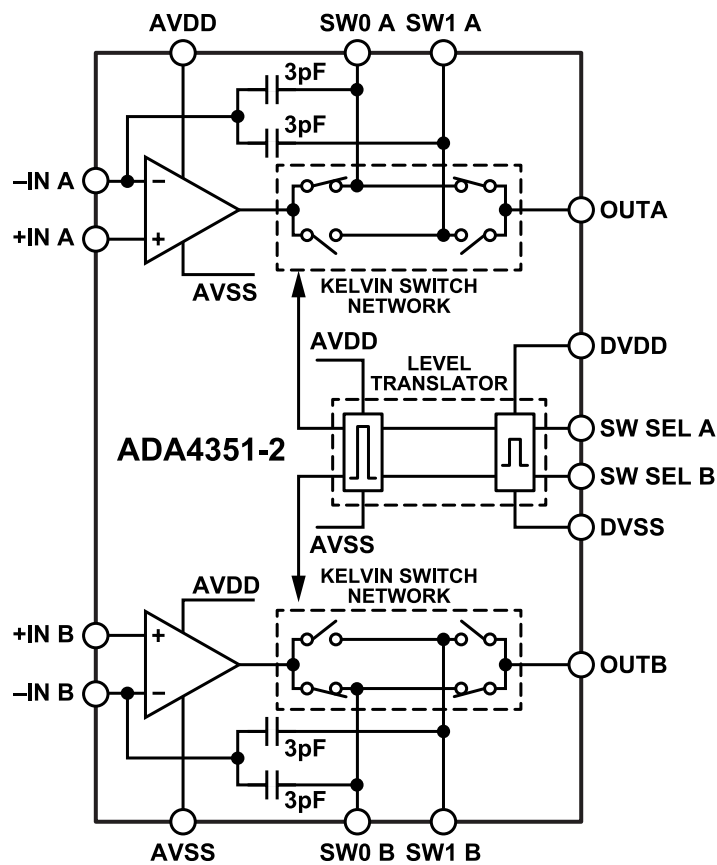 AVDD
SW0 A SW1 A
3pF
3pF
–IN A
−
+IN A
+
OUTA
AVSS
KELVIN SWITCH
NETWORK
AVDD
LEVEL
TRANSLATOR
DVDD
SW SEL A
ADA4351-2
SW SEL B
AVSS
DVSS
AVDD
KELVIN SWITCH
NETWORK
+IN B
+
–IN B
−
OUTB
3pF
3pF
AVSS
SW0 B SW1 B